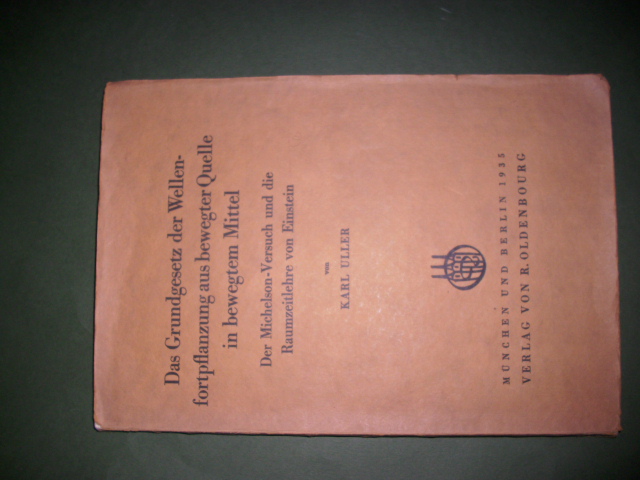 Das Grundgesetz der Wellen-
fortpflanzung aus bewegter Quelle
in bewegtem Mittel
Der Michelson-Versuch und die
Raumzeitlehre von Einstein
von
KARL ULLER
MÜNCHEN UND BERLIN 1935
VERLAG VON R. OLDENBOURG